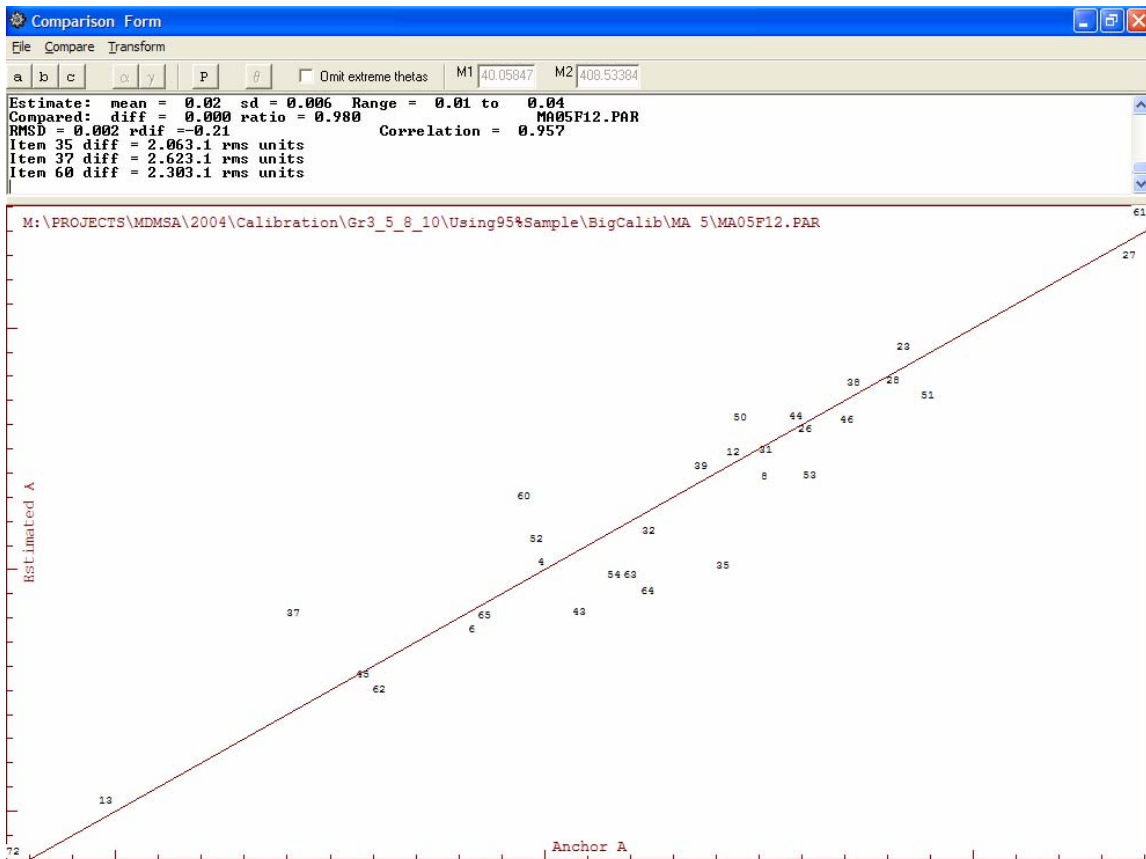 Comparison Form
File Compare Transform
a b c α γ P θ Omit extreme thetas M1 40.05847 M2 408.53384
Estimate: mean = 0.02 sd = 0.006 Range = 0.01 to 0.04
Compared: diff = 0.000 ratio = 0.980 MA05F12.PAR
RMSD = 0.002 rdif =-0.21 Correlation = 0.957
Item 35 diff = 2.063.1 rms units
Item 37 diff = 2.623.1 rms units
Item 60 diff = 2.303.1 rms units
M:\PROJECTS\MDMSA\2004\Calibration\Gr3_5_8_10\Using95%Sample\BigCalib\MA 5\MA05F12.PAR
61
27
23
38 28
51
50 44 46
26
12 31
39
8 53
60
32
52
4
35
54 63
64
37 43
65
6
45
62
13
72
Estimated A
Anchor A